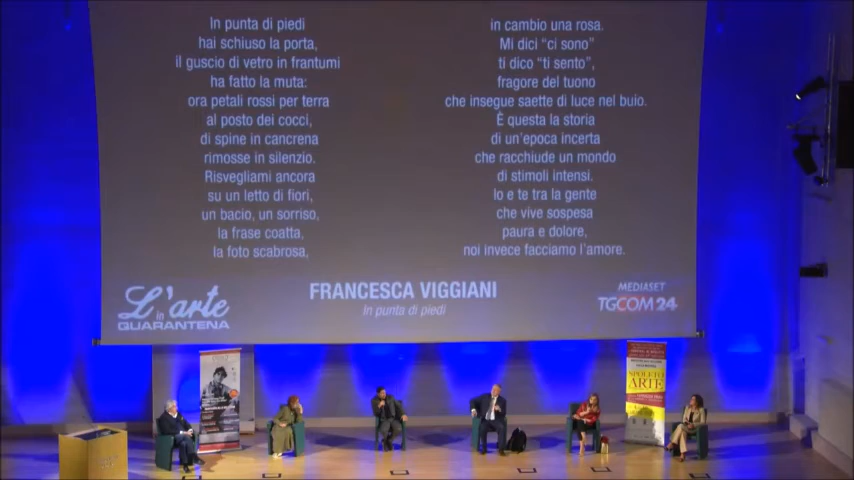 In punta di piedi
hai schiuso la porta,
il guscio di vetro in frantumi
ha fatto la muta:
ora petali rossi per terra
al posto dei cocci,
di spine in cancrena
rimosse in silenzio.
Risvegliami ancora
su un letto di fiori,
un bacio, un sorriso,
la frase coatta,
la foto scabrosa,
in cambio una rosa.
Mi dici “ci sono”
ti dico “ti sento”,
fragore del tuono
che insegue saette di luce nel buio.
È questa la storia
di un'epoca incerta
che racchiude un mondo
di stimoli intensi.
Io e te tra la gente
che vive sospesa
paura e dolore,
noi invece facciamo l'amore.
L'arte
in
QUARANTENA
FRANCESCA VIGGIANI
In punta di piedi
MEDIASET
TGCOM 24
SPOLETO
ARTE